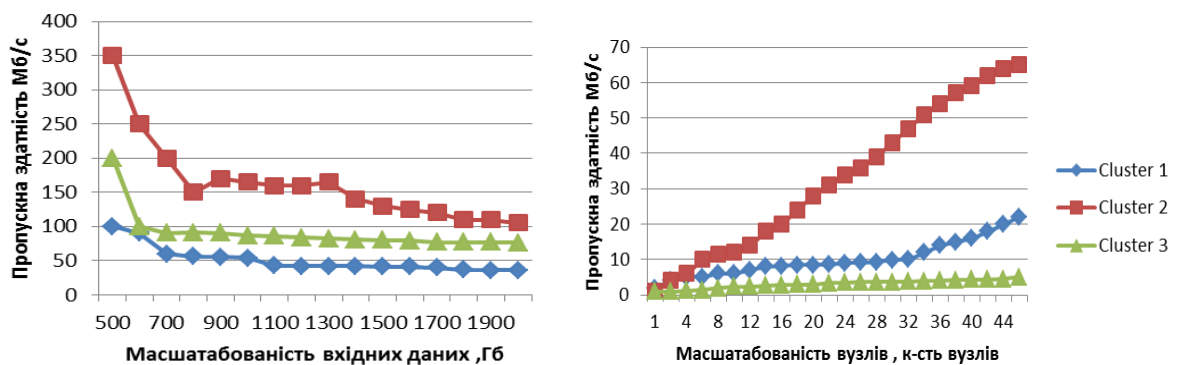 Пропускна здатність Мб/с
400
350
300
250
200
150
100
50
0
500 700 900 1100 1300 1500 1700 1900
Масштабованість вхідних даних ,Гб
Пропускна здатність Мб/с
70
60
50
40
30
20
10
0
1 4 8 12 16 20 24 28 32 36 40 44
Масштабованість вузлів , к-сть вузлів
Cluster 1
Cluster 2
Cluster 3